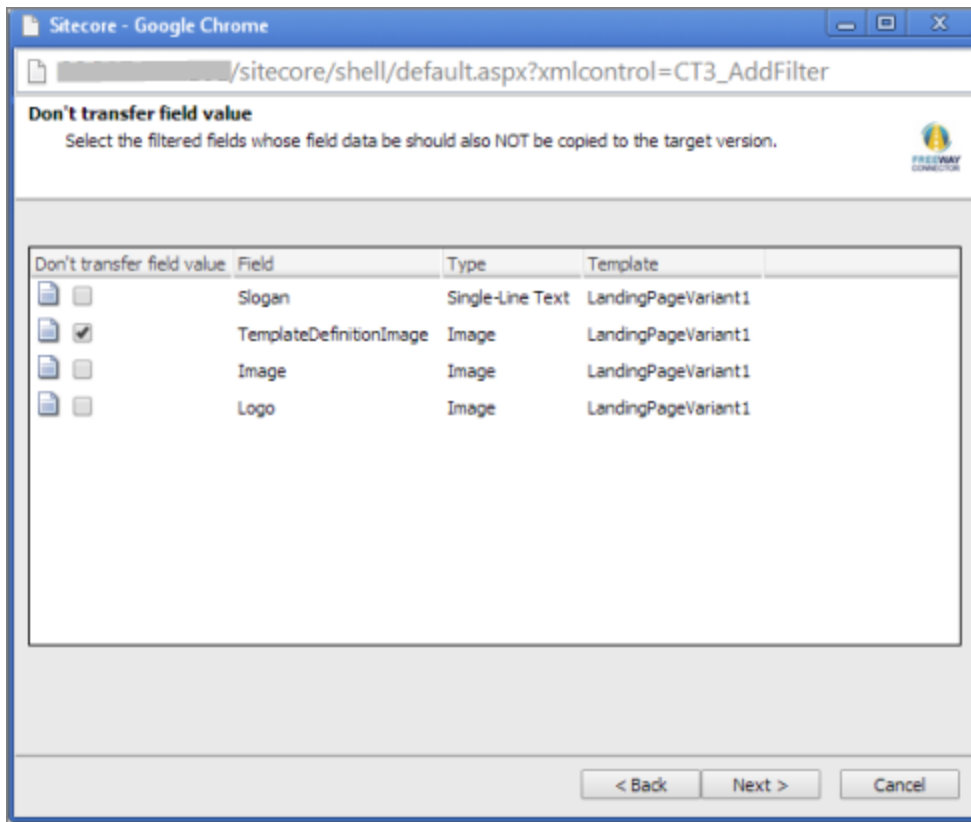 Sitecore - Google Chrome
/sitecore/shell/default.aspx?xmlcontrol=CT3_AddFilter
Don't transfer field value
Select the filtered fields whose field data be should also NOT be copied to the target version.
FREEWAY
CONNECTOR
Don't transfer field value Field Type Template
Slogan Single-Line Text LandingPageVariant1
TemplateDefinitionImage Image LandingPageVariant1
Image Image LandingPageVariant1
Logo Image LandingPageVariant1
< Back Next > Cancel